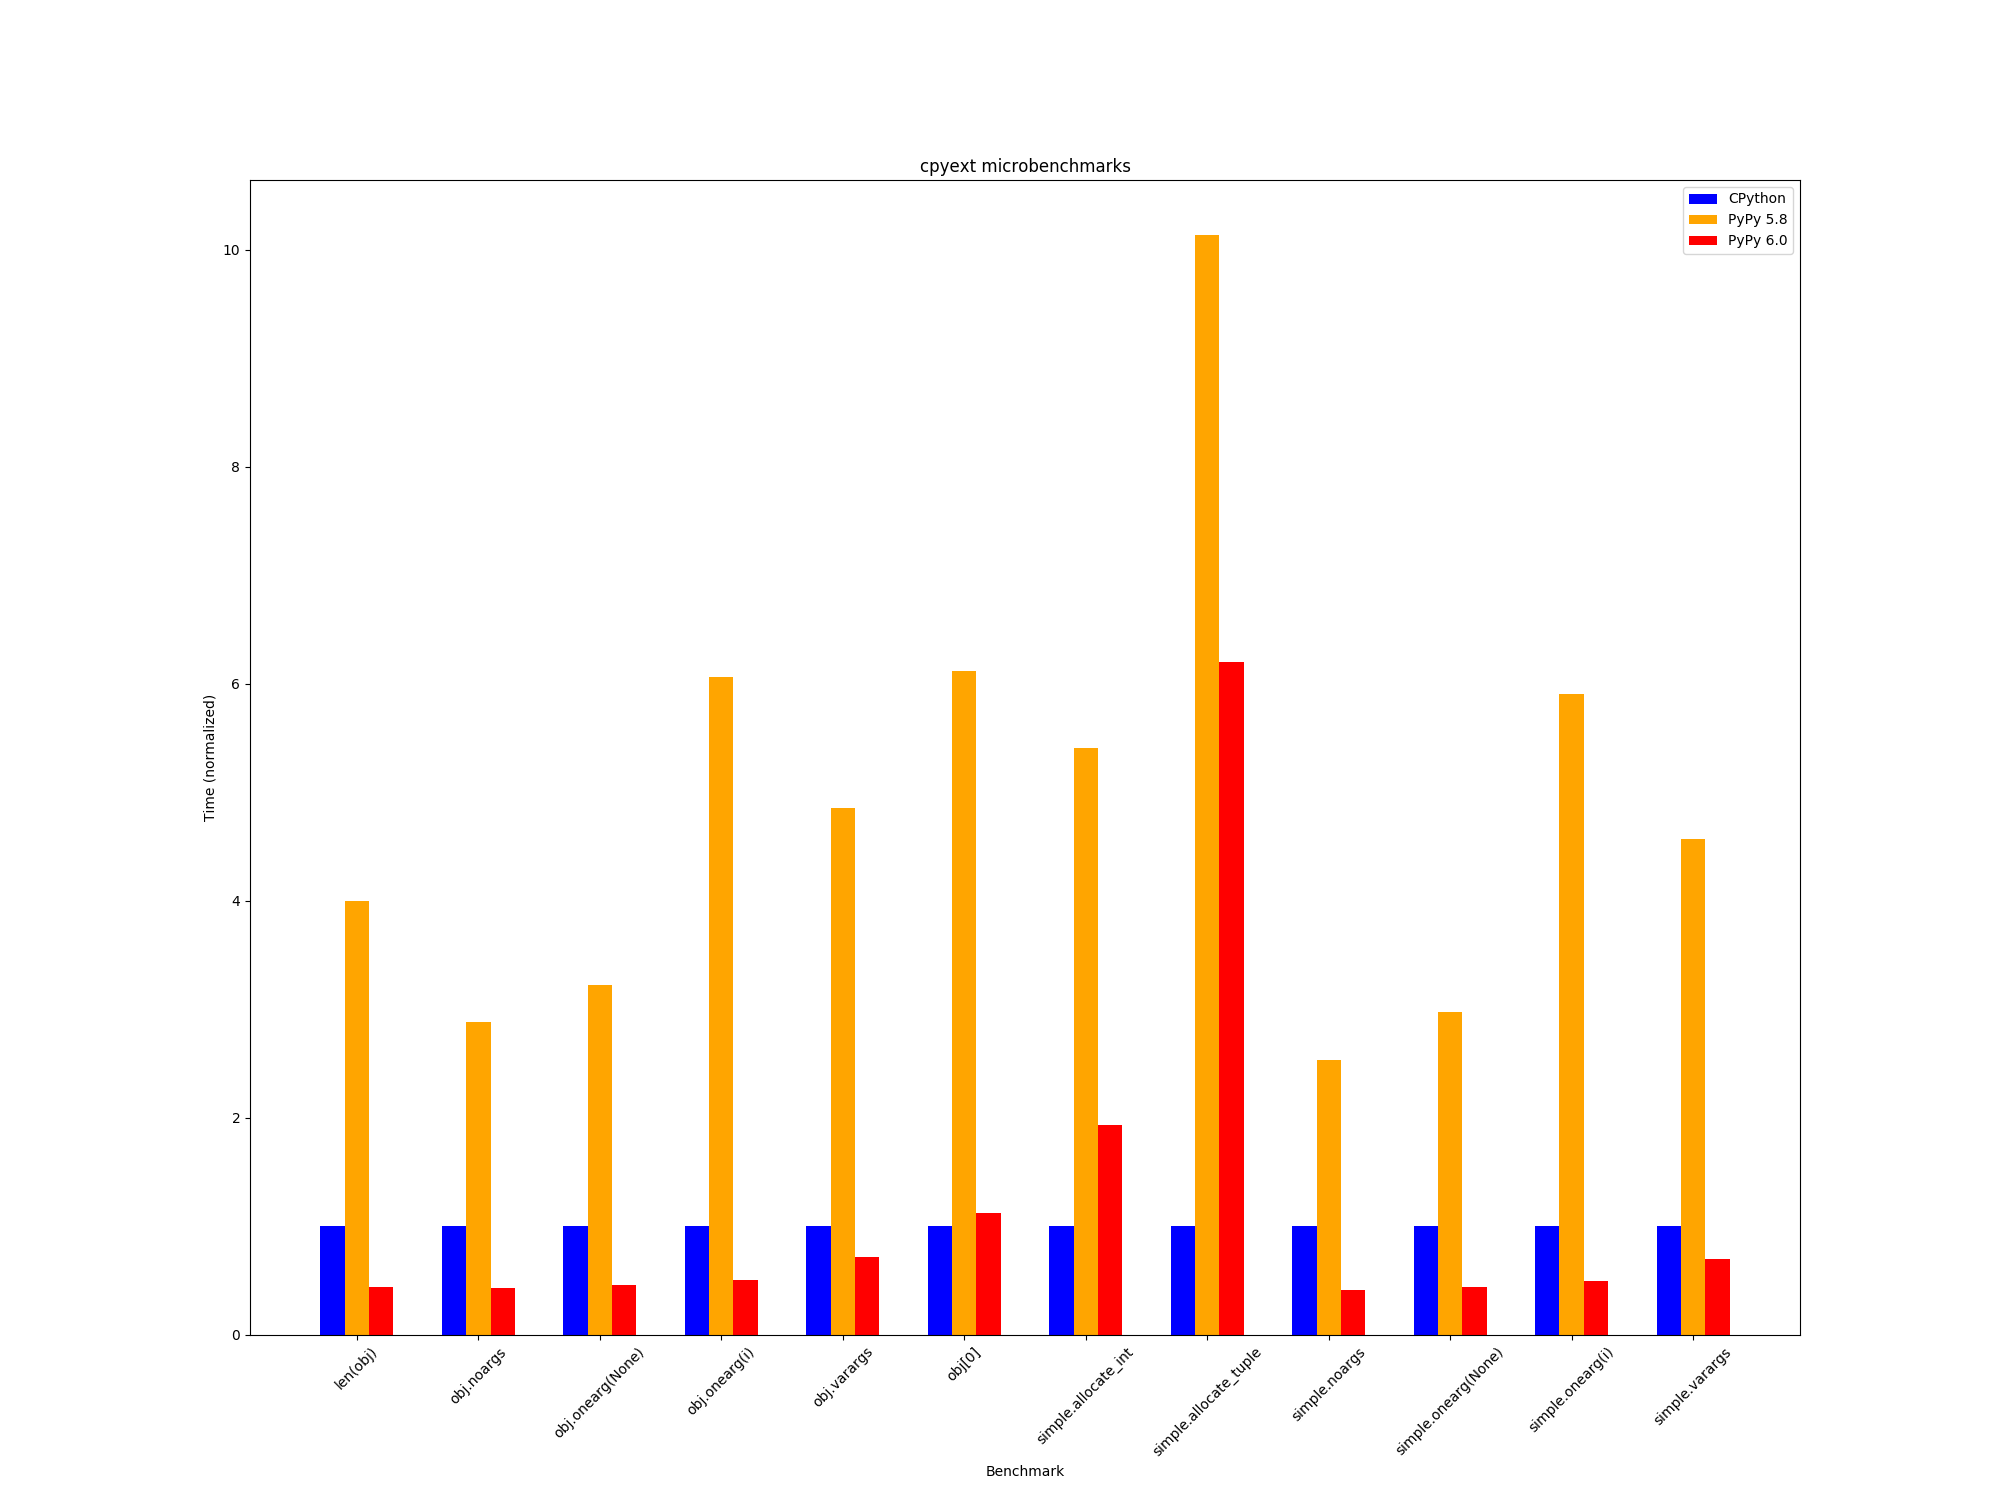 cpyext microbenchmarks
CPython
PyPy 5.8
PyPy 6.0
10
8
6
4
2
0
Time (normalized)
len(obj)
obj.noargs
obj.onearg(None)
obj.onearg(i)
obj.varargs
obj[0]
simple.allocate_int
simple.allocate_tuple
simple.noargs
simple.onearg(None)
simple.onearg(i)
simple.varargs
Benchmark